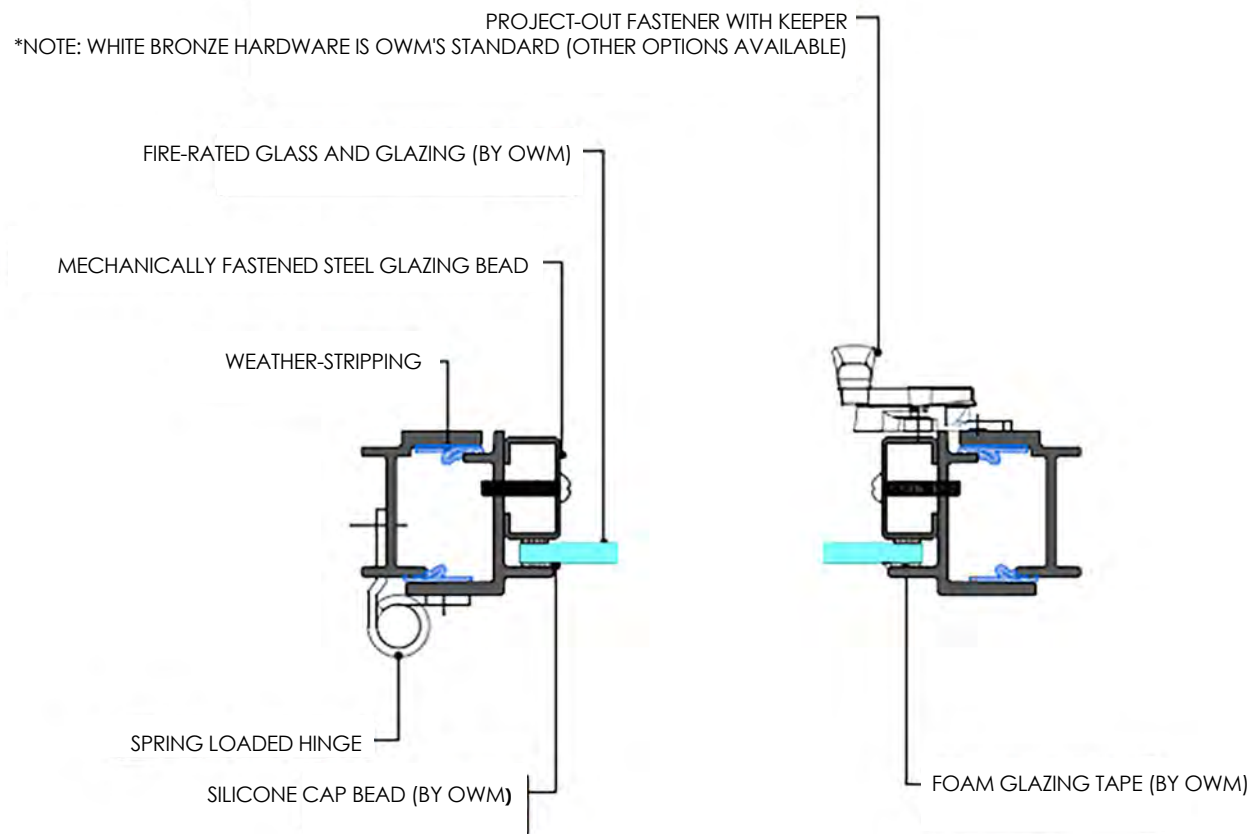 PROJECT-OUT FASTENER WITH KEEPER
*NOTE: WHITE BRONZE HARDWARE IS OWM'S STANDARD (OTHER OPTIONS AVAILABLE)
FIRE-RATED GLASS AND GLAZING (BY OWM)
MECHANICALLY FASTENED STEEL GLAZING BEAD
WEATHER-STRIPPING
SPRING LOADED HINGE
SILICONE CAP BEAD (BY OWM)
FOAM GLAZING TAPE (BY OWM)